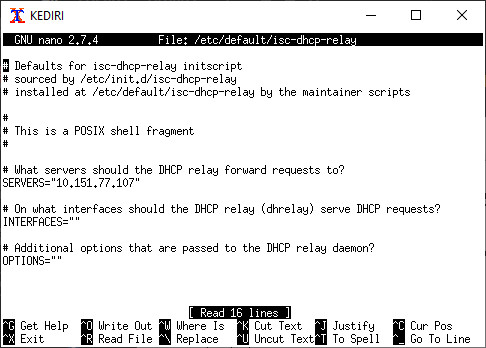 KEDIRI
GNU nano 2.7.4 File: /etc/default/isc-dhcp-relay
# Defaults for isc-dhcp-relay initscript
# sourced by /etc/init.d/isc-dhcp-relay
# installed at /etc/default/isc-dhcp-relay by the maintainer scripts
#
# This is a POSIX shell fragment
#
# What servers should the DHCP relay forward requests to?
SERVERS="10.151.77.107"
# On what interfaces should the DHCP relay (dhrelay) serve DHCP requests?
INTERFACES=""
# Additional options that are passed to the DHCP relay daemon?
OPTIONS=""
[ Read 16 lines ]
^G Get Help ^O Write Out ^W Where Is ^K Cut Text ^J Justify ^C Cur Pos
^X Exit ^R Read File ^\ Replace ^U Uncut Text ^T To Spell ^_ Go To Line